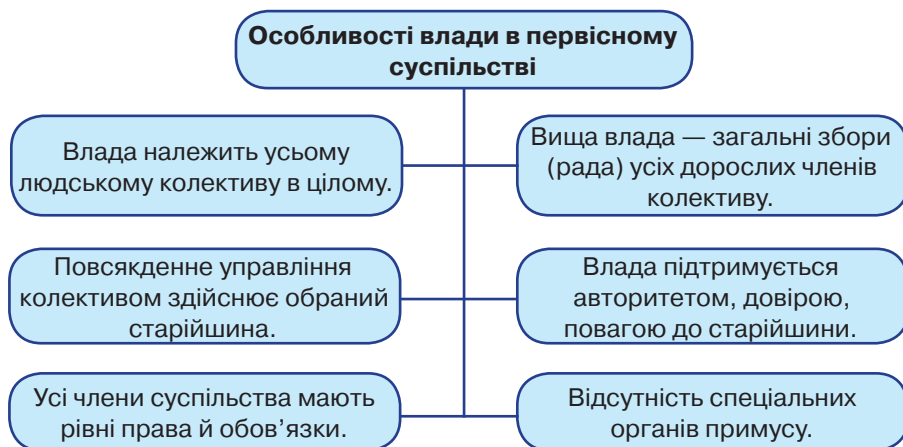 Особливості влади в первісному
суспільстві
Влада належить усьому
людському колективу в цілому.
Вища влада — загальні збори
(рада) усіх дорослих членів
колективу.
Повсякденне управління
колективом здійснює обраний
старійшина.
Влада підтримується
авторитетом, довірою,
повагою до старійшини.
Усі члени суспільства мають
рівні права й обов’язки.
Відсутність спеціальних
органів примусу.